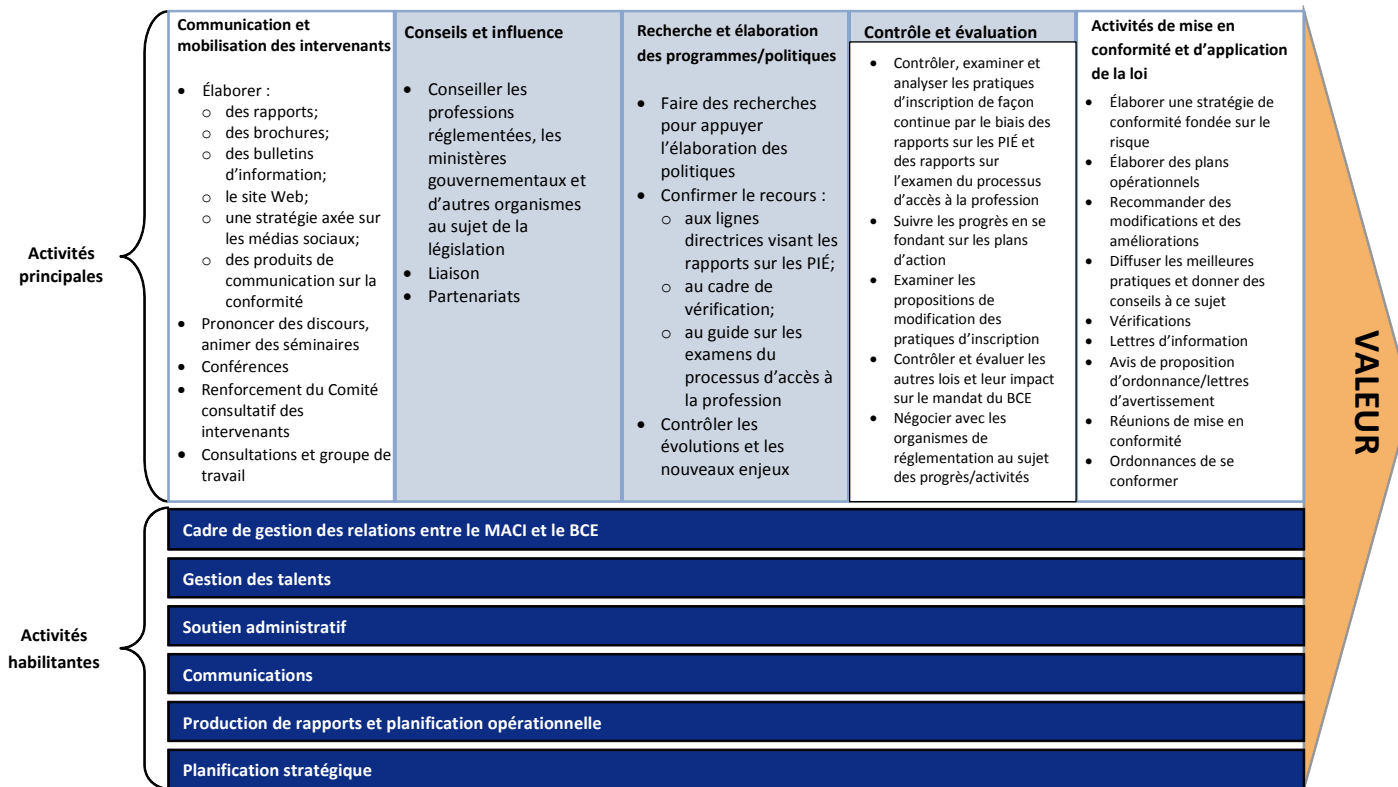 Activités
principales
Communication et
mobilisation des intervenants
• Élaborer :
o des rapports;
o des brochures;
o des bulletins
d’information;
o le site Web;
o une stratégie axée sur
les médias sociaux;
o des produits de
communication sur la
conformité
• Prononcer des discours,
animer des séminaires
• Conférences
• Renforcement du Comité
consultatif des
intervenants
• Consultations et groupe de
travail
Conseils et influence
• Conseiller les
professions
réglementées, les
ministères
gouvernementaux et
d’autres organismes
au sujet de la
législation
• Liaison
• Partenariats
Recherche et élaboration
des programmes/politiques
• Faire des recherches
pour appuyer
l’élaboration des
politiques
• Confirmer le recours :
o aux lignes
directrices visant les
rapports sur les PIÉ;
o au cadre de
vérification;
o au guide sur les
examens du
processus d’accès à
la profession
• Contrôler les
évolutions et les
nouveaux enjeux
Contrôle et évaluation
• Contrôler, examiner et
analyser les pratiques
d’inscription de façon
continue par le biais des
rapports sur les PIÉ et
des rapports sur
l’examen du processus
d’accès à la profession
• Suivre les progrès en se
fondant sur les plans
d’action
• Examiner les
propositions de
modification des
pratiques d’inscription
• Contrôler et évaluer les
autres lois et leur impact
sur le mandat du BCE
• Négocier avec les
organismes de
réglementation au sujet
des progrès/activités
Activités de mise en
conformité et d’application
de la loi
• Élaborer une stratégie de
conformité fondée sur le
risque
• Élaborer des plans
opérationnels
• Recommander des
modifications et des
améliorations
• Diffuser les meilleures
pratiques et donner des
conseils à ce sujet
• Vérifications
• Lettres d’information
• Avis de proposition
d’ordonnance/lettres
d’avertissement
• Réunions de mise en
conformité
• Ordonnances de se
conformer
VALEUR
Activités
habilitantes
Cadre de gestion des relations entre le MACI et le BCE
Gestion des talents
Soutien administratif
Communications
Production de rapports et planification opérationnelle
Planification stratégique